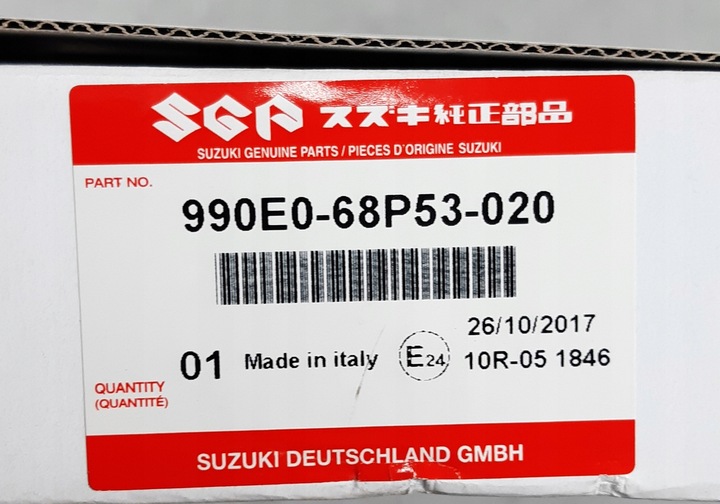 SGP スズキ純正部品
SUZUKI GENUINE PARTS / PIECES D'ORIGINE SUZUKI
PART NO.
990E0-68P53-020
26/10/2017
01 Made in italy E24 10R-05 1846
QUANTITY
(QUANTITÉ)
SUZUKI DEUTSCHLAND GMBH